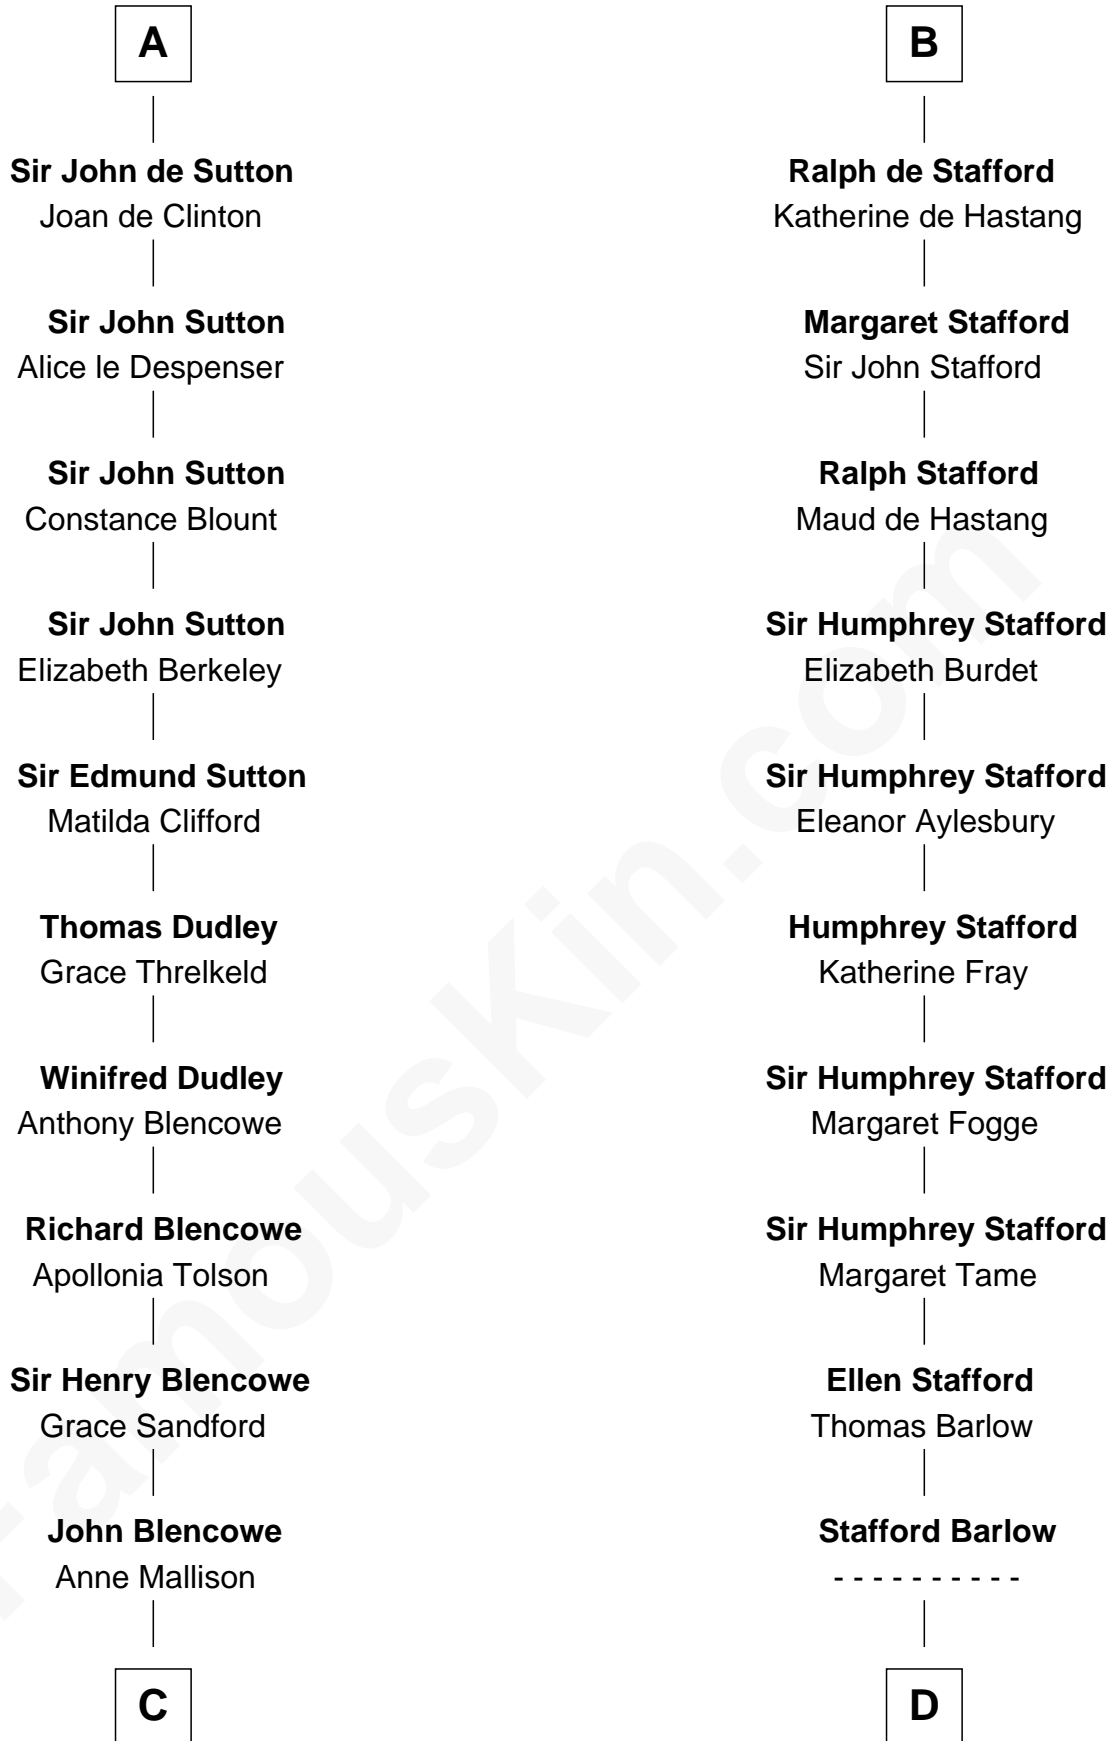 A
Sir John de Sutton
Joan de Clinton
Sir John Sutton
Alice le Despenser
Sir John Sutton
Constance Blount
Sir John Sutton
Elizabeth Berkeley
Sir Edmund Sutton
Matilda Clifford
Thomas Dudley
Grace Threlkeld
Winifred Dudley
Anthony Blencowe
Richard Blencowe
Apollonia Tolson
Sir Henry Blencowe
Grace Sandford
John Blencowe
Anne Mallison
C
B
Ralph de Stafford
Katherine de Hastang
Margaret Stafford
Sir John Stafford
Ralph Stafford
Maud de Hastang
Sir Humphrey Stafford
Elizabeth Burdet
Sir Humphrey Stafford
Eleanor Aylesbury
Humphrey Stafford
Katherine Fray
Sir Humphrey Stafford
Margaret Fogge
Sir Humphrey Stafford
Margaret Tame
Ellen Stafford
Thomas Barlow
Stafford Barlow
- - - - - - - - - -
D
FamousKin.com